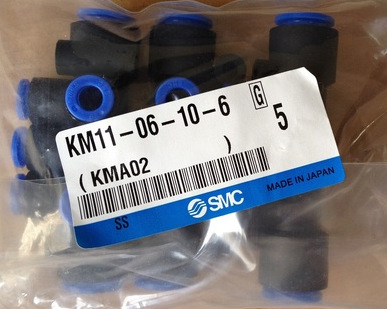 KM11-06-10-6 G 5
(KMA02 )
SS SMC MADE IN JAPAN